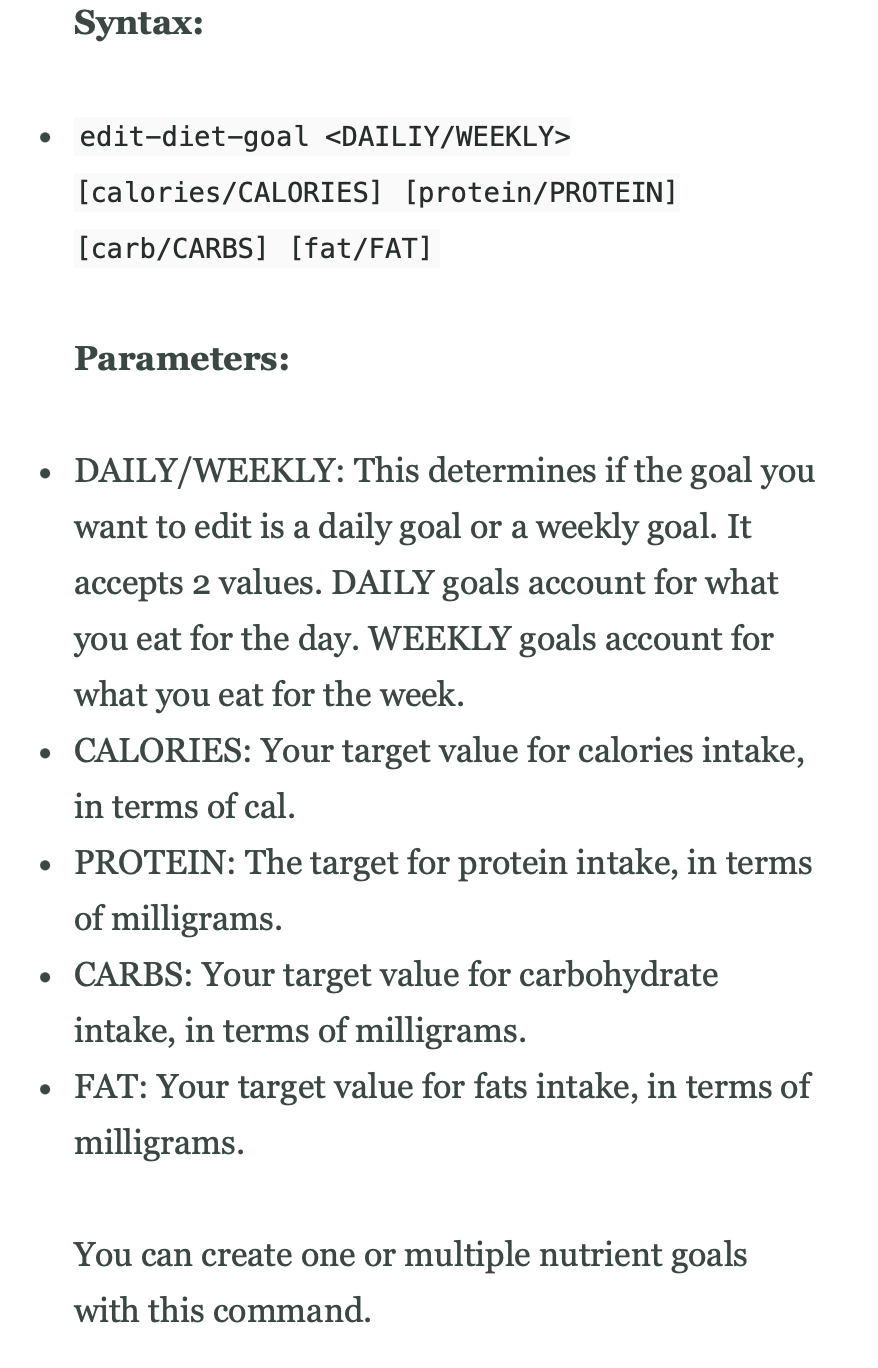 Syntax:
edit-diet-goal <DAILIY/WEEKLY>
[calories/CALORIES] [protein/PROTEIN]
[carb/CARBS] [fat/FAT]
Parameters:
DAILY/WEEKLY: This determines if the goal you
want to edit is a daily goal or a weekly goal. It
accepts 2 values. DAILY goals account for what
you eat for the day. WEEKLY goals account for
what you eat for the week.
CALORIES: Your target value for calories intake,
in terms of cal.
PROTEIN: The target for protein intake, in terms
of milligrams.
CARBS: Your target value for carbohydrate
intake, in terms of milligrams.
FAT: Your target value for fats intake, in terms of
milligrams.
You can create one or multiple nutrient goals
with this command.